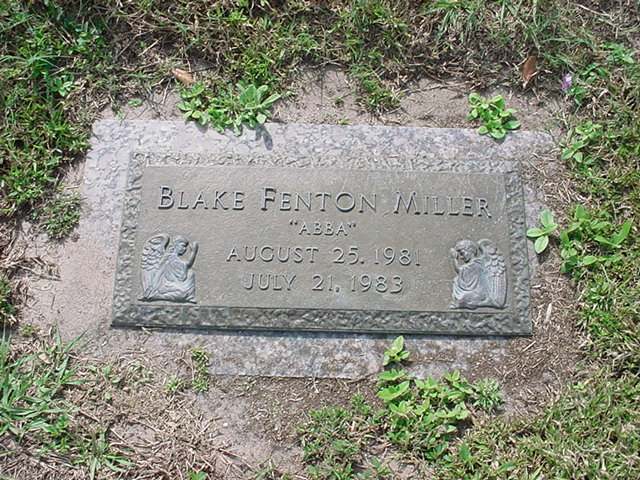 BLAKE FENTON MILLER
"ABBA"
AUGUST 25, 1981
JULY 21, 1983